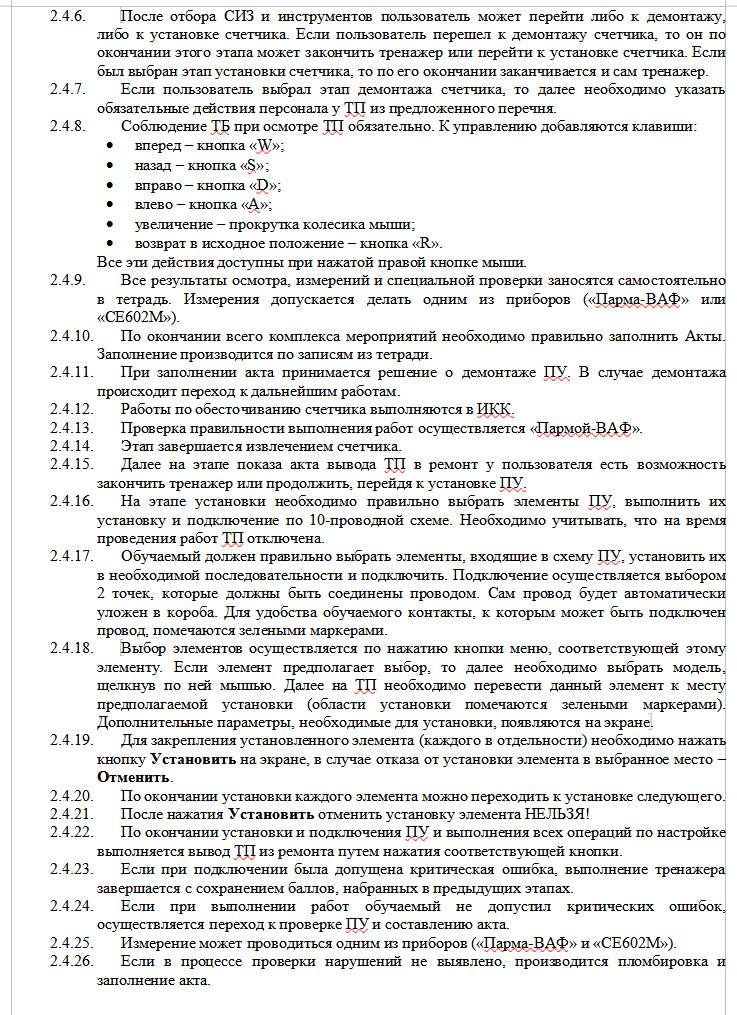 2.4.6. После отбора СИЗ и инструментов пользователь может перейти либо к демонтажу,
либо к установке счетчика. Если пользователь перешел к демонтажу счетчика, то он по
окончании этого этапа может закончить тренажер или перейти к установке счетчика. Если
был выбран этап установки счетчика, то по его окончании заканчивается и сам тренажер.
2.4.7. Если пользователь выбрал этап демонтажа счетчика, то далее необходимо указать
обязательные действия персонала у ТП из предложенного перечня.
2.4.8. Соблюдение ТБ при осмотре ТП обязательно. К управлению добавляются клавиши:
• вперед – кнопка «W»;
• назад – кнопка «S»;
• вправо – кнопка «D»;
• влево – кнопка «A»;
• увеличение – прокрутка колесика мыши;
• возврат в исходное положение – кнопка «R».
Все эти действия доступны при нажатой правой кнопке мыши.
2.4.9. Все результаты осмотра, измерений и специальной проверки заносятся самостоятельно
в тетрадь. Измерения допускается делать одним из приборов («Парма-ВАФ» или
«СЕ602М»).
2.4.10. По окончании всего комплекса мероприятий необходимо правильно заполнить Акты.
Заполнение производится по записям из тетради.
2.4.11. При заполнении акта принимается решение о демонтаже ПУ. В случае демонтажа
происходит переход к дальнейшим работам.
2.4.12. Работы по обесточиванию счетчика выполняются в ИКК.
2.4.13. Проверка правильности выполнения работ осуществляется «Пармой-ВАФ».
2.4.14. Этап завершается извлечением счетчика.
2.4.15. Далее на этапе показа акта вывода ТП в ремонт у пользователя есть возможность
закончить тренажер или продолжить, перейдя к установке ПУ.
2.4.16. На этапе установки необходимо правильно выбрать элементы ПУ, выполнить их
установку и подключение по 10-проводной схеме. Необходимо учитывать, что на время
проведения работ ТП отключена.
2.4.17. Обучаемый должен правильно выбрать элементы, входящие в схему ПУ, установить их
в необходимой последовательности и подключить. Подключение осуществляется выбором
2 точек, которые должны быть соединены проводом. Сам провод будет автоматически
уложен в короба. Для удобства обучаемого контакты, к которым может быть подключен
провод, помечаются зелеными маркерами.
2.4.18. Выбор элементов осуществляется по нажатию кнопки меню, соответствующей этому
элементу. Если элемент предполагает выбор, то далее необходимо выбрать модель,
щелкнув по ней мышью. Далее на ТП необходимо перевести данный элемент к месту
предполагаемой установки (области установки помечаются зелеными маркерами).
Дополнительные параметры, необходимые для установки, появляются на экране.
2.4.19. Для закрепления установленного элемента (каждого в отдельности) необходимо нажать
кнопку Установить на экране, в случае отказа от установки элемента в выбранное место –
Отменить.
2.4.20. По окончании установки каждого элемента можно переходить к установке следующего.
2.4.21. После нажатия Установить отменить установку элемента НЕЛЬЗЯ!
2.4.22. По окончании установки и подключения ПУ и выполнения всех операций по настройке
выполняется вывод ТП из ремонта путем нажатия соответствующей кнопки.
2.4.23. Если при подключении была допущена критическая ошибка, выполнение тренажера
завершается с сохранением баллов, набранных в предыдущих этапах.
2.4.24. Если при выполнении работ обучаемый не допустил критических ошибок,
осуществляется переход к проверке ПУ и составлению акта.
2.4.25. Измерение может проводиться одним из приборов («Парма-ВАФ» и «СЕ602М»).
2.4.26. Если в процессе проверки нарушений не выявлено, производится пломбировка и
заполнение акта.